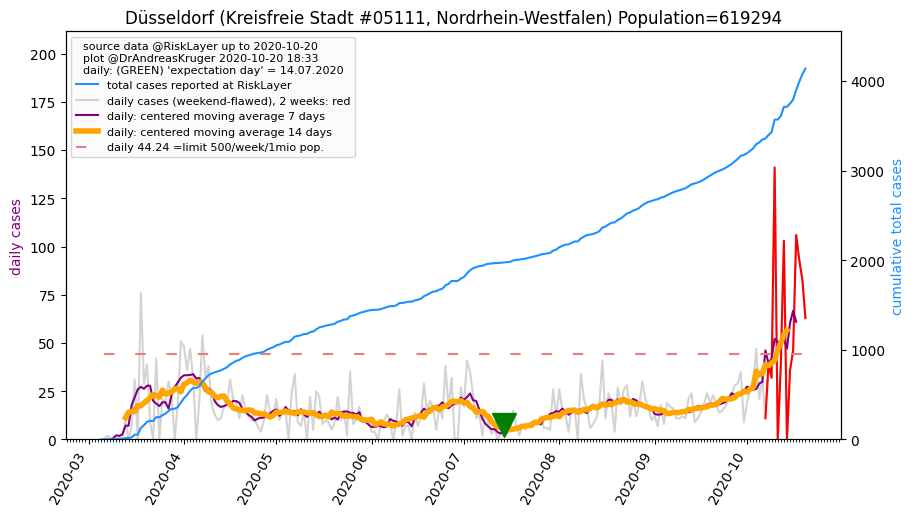 Düsseldorf (Kreisfreie Stadt #05111, Nordrhein-Westfalen) Population=619294
source data @RiskLayer up to 2020-10-20
plot @DrAndreasKruger 2020-10-20 18:33
daily: (GREEN) 'expectation day' = 14.07.2020
total cases reported at RiskLayer
daily cases (weekend-flawed), 2 weeks: red
daily: centered moving average 7 days
daily: centered moving average 14 days
daily 44.24 =limit 500/week/1mio pop.
daily cases
200
175
150
125
100
75
50
25
0
cumulative total cases
4000
3000
2000
1000
0
2020-03
2020-04
2020-05
2020-06
2020-07
2020-08
2020-09
2020-10